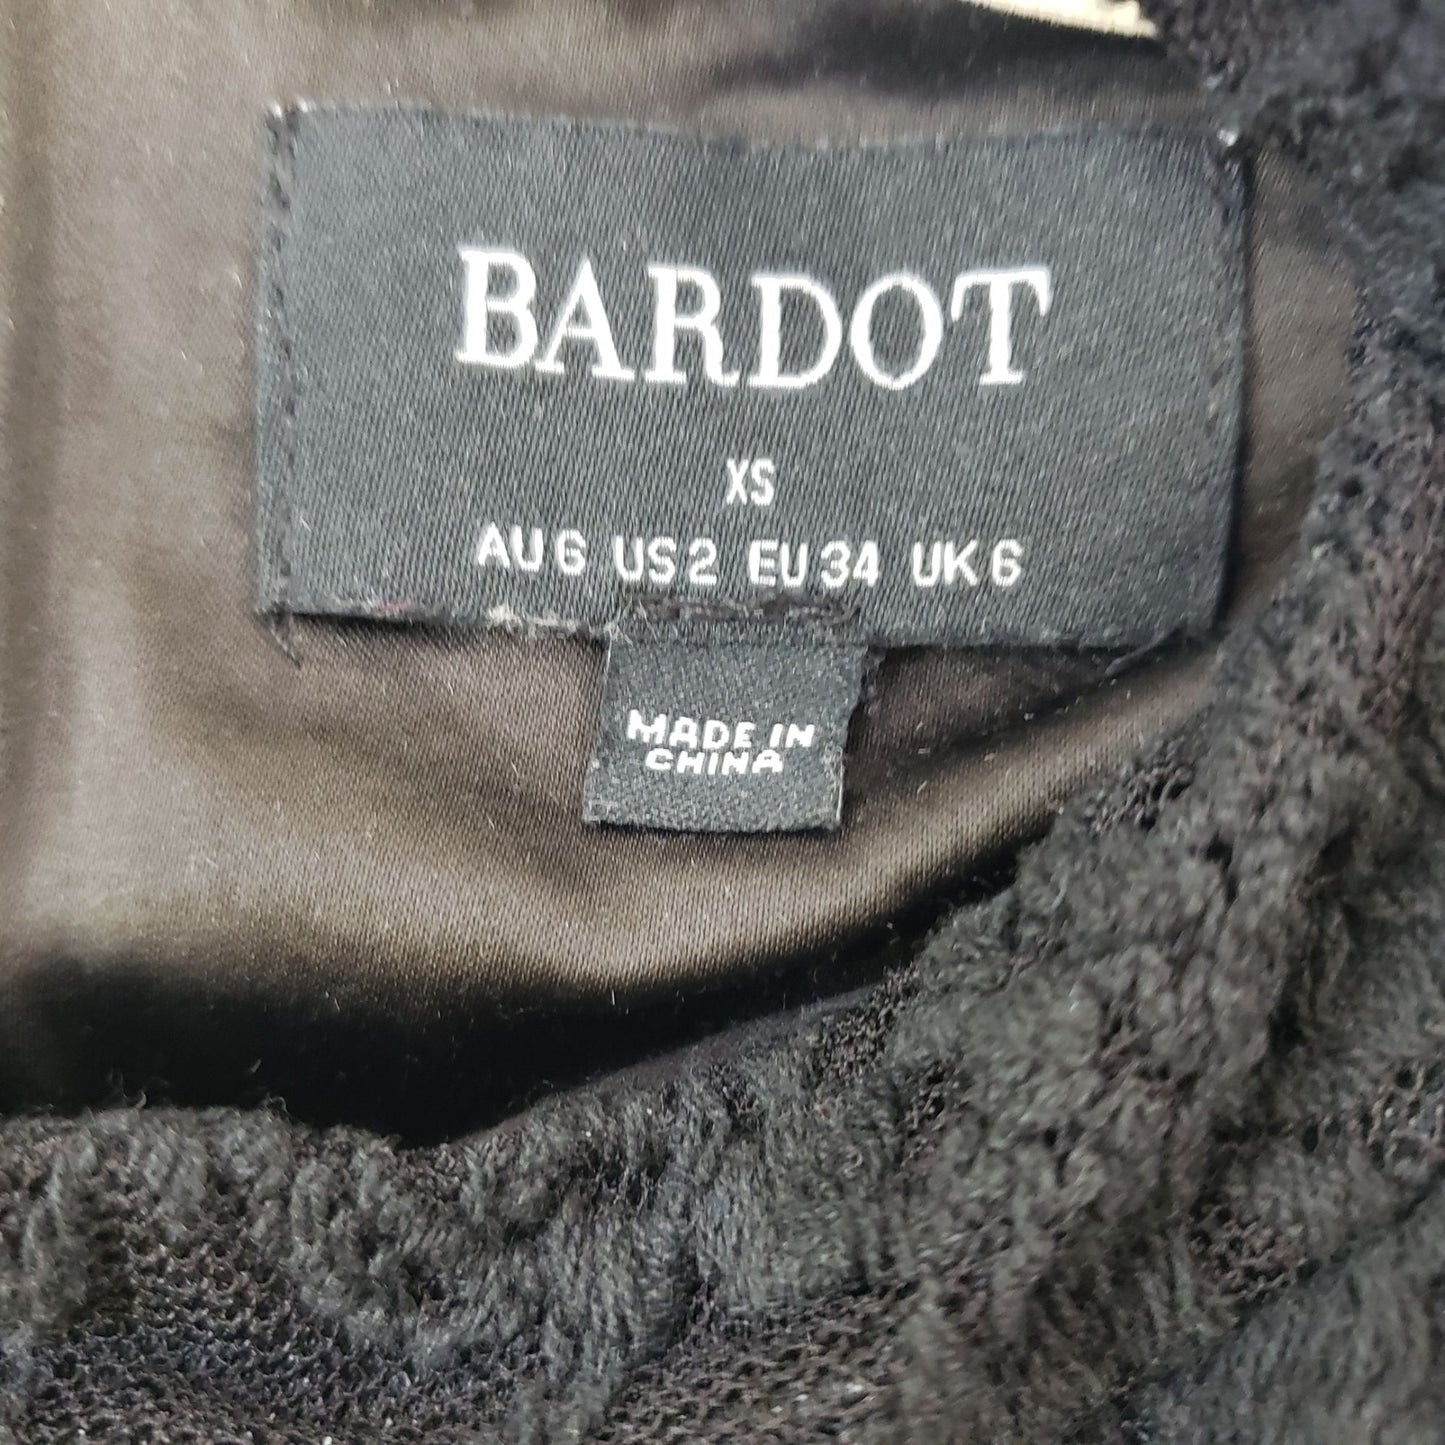 BARDOT
XS
AU 6 US 2 EU 34 UK 6
MADE IN
CHINA